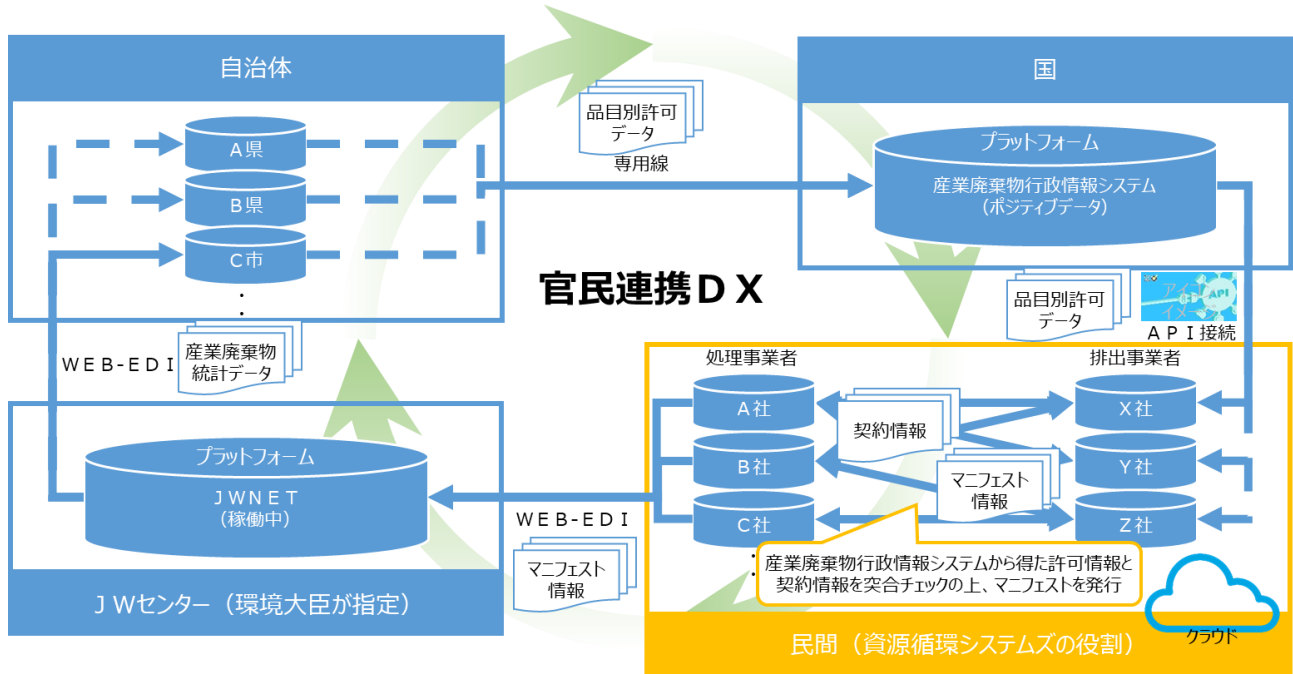 自治体
A県
B県
C市
・
・
品目別許可
データ
専用線
国
プラットフォーム
産業廃棄物行政情報システム
(ポジティブデータ)
官民連携DX
品目別許可
データ
アイコン
イメージ
API
API接続
WEB-EDI
産業廃棄物
統計データ
処理事業者
排出事業者
A社
B社
C社
・
・
X社
Y社
Z社
契約情報
マニフェスト
情報
産業廃棄物行政情報システムから得た許可情報と
契約情報を突合チェックの上、マニフェストを発行
クラウド
民間(資源循環システムズの役割)
WEB-EDI
マニフェスト
情報
プラットフォーム
JWNET
(稼働中)
JWセンター(環境大臣が指定)